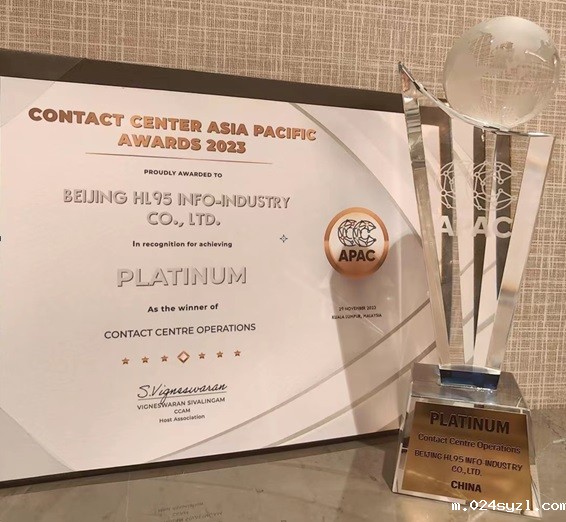 CONTACT CENTER ASIA PACIFIC
AWARDS 2023
PROUDLY AWARDED TO
BEIJING HL95 INFO-INDUSTRY
CO., LTD.
In recognition for achieving
PLATINUM
As the winner of
CONTACT CENTRE OPERATIONS
S.Vigneswaran
VIGNESWARAN SIVALINGAM
CCAM
Host Association
CC
APAC
NOVEMBER
KUALA LUMPUR, MALAYSIA
APAC
PLATINUM
Contact Centre Operations
BEIJING HL95 INFO-INDUSTRY
CO.,LTD.
CHINA
m.024suzl.com